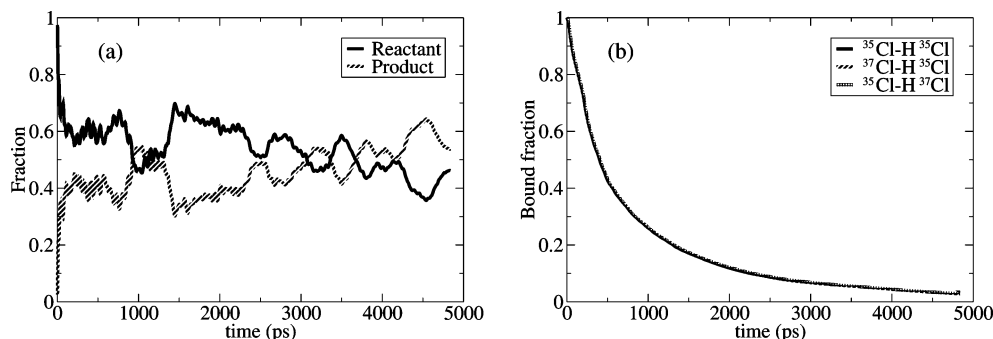 (a)
Reactant
Product
1
0.8
0.6
0.4
0.2
0
Fraction
0 1000 2000 3000 4000 5000
time (ps)
(b)
³⁵Cl-H ³⁵Cl
³⁷Cl-H ³⁵Cl
³⁵Cl-H ³⁷Cl
1
0.8
0.6
0.4
0.2
0
Bound fraction
0 1000 2000 3000 4000 5000
time (ps)